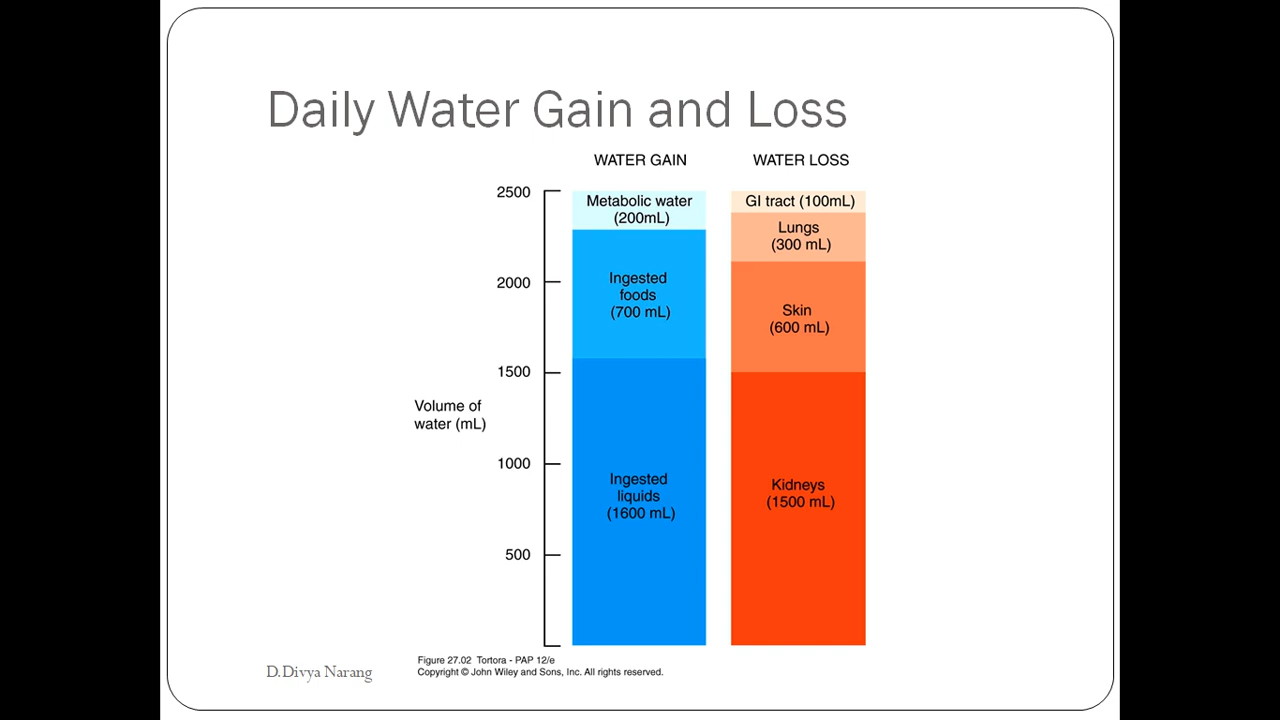 Daily Water Gain and Loss
WATER GAIN
WATER LOSS
2500
2000
1500
1000
500
Volume of
water (mL)
Metabolic water
(200mL)
Ingested
foods
(700 mL)
Ingested
liquids
(1600 mL)
GI tract (100mL)
Lungs
(300 mL)
Skin
(600 mL)
Kidneys
(1500 mL)
Figure 27.02 Tortora - PAP 12/e
Copyright © John Wiley and Sons, Inc. All rights reserved.
D.Divya Narang